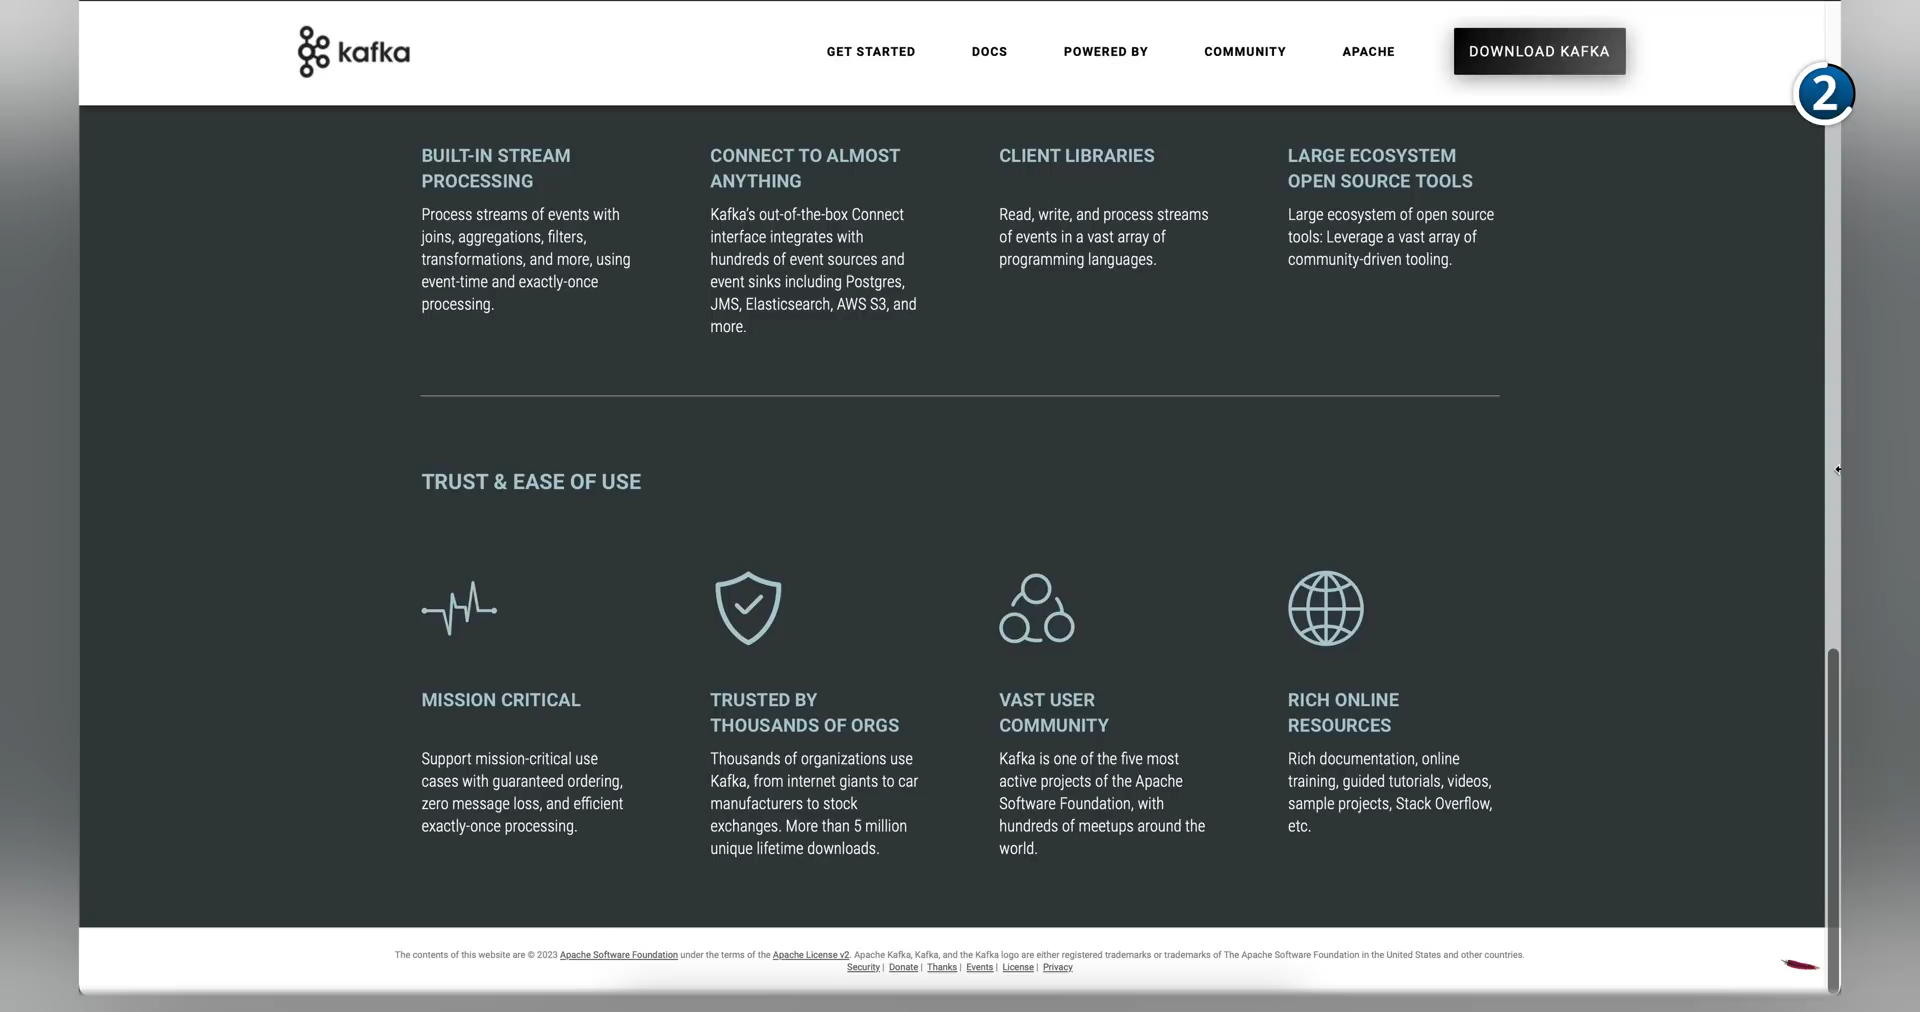 kafka
GET STARTED
DOCS
POWERED BY
COMMUNITY
APACHE
DOWNLOAD KAFKA
2
BUILT-IN STREAM
PROCESSING
Process streams of events with
joins, aggregations, filters,
transformations, and more, using
event-time and exactly-once
processing.
CONNECT TO ALMOST
ANYTHING
Kafka’s out-of-the-box Connect
interface integrates with
hundreds of event sources and
event sinks including Postgres,
JMS, Elasticsearch, AWS S3, and
more.
CLIENT LIBRARIES
Read, write, and process streams
of events in a vast array of
programming languages.
LARGE ECOSYSTEM
OPEN SOURCE TOOLS
Large ecosystem of open source
tools: Leverage a vast array of
community-driven tooling.
TRUST & EASE OF USE
MISSION CRITICAL
Support mission-critical use
cases with guaranteed ordering,
zero message loss, and efficient
exactly-once processing.
TRUSTED BY
THOUSANDS OF ORGS
Thousands of organizations use
Kafka, from internet giants to car
manufacturers to stock
exchanges. More than 5 million
unique lifetime downloads.
VAST USER
COMMUNITY
Kafka is one of the five most
active projects of the Apache
Software Foundation, with
hundreds of meetups around the
world.
RICH ONLINE
RESOURCES
Rich documentation, online
training, guided tutorials, videos,
sample projects, Stack Overflow,
etc.
The contents of this website are © 2023 Apache Software Foundation under the terms of the Apache License v2. Apache Kafka, Kafka, and the Kafka logo are either registered trademarks or trademarks of The Apache Software Foundation in the United States and other countries.
Security | Donate | Thanks | Events | License | Privacy